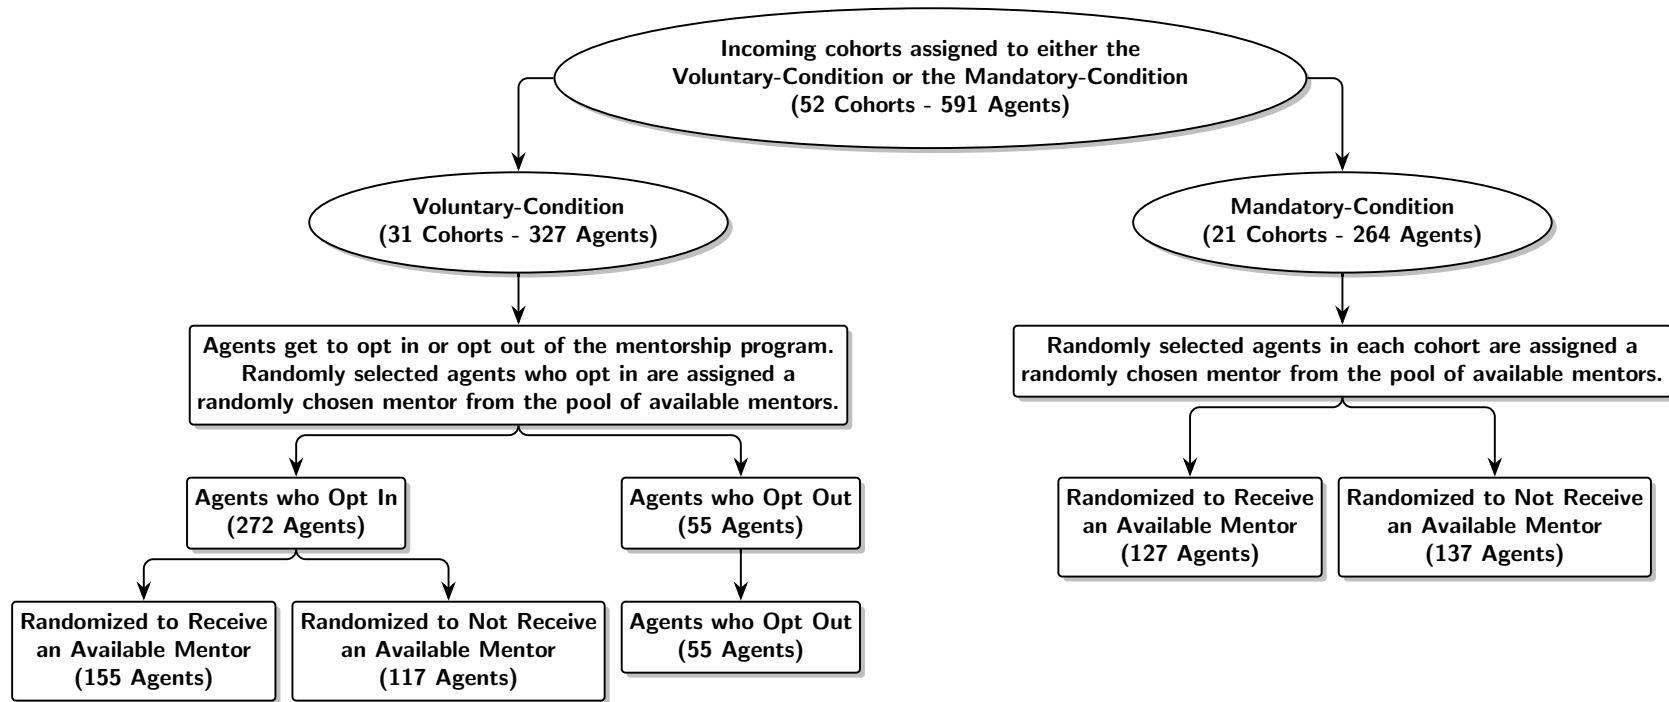 Incoming cohorts assigned to either the
Voluntary-Condition or the Mandatory-Condition
(52 Cohorts - 591 Agents)
Voluntary-Condition
(31 Cohorts - 327 Agents)
Mandatory-Condition
(21 Cohorts - 264 Agents)
Agents get to opt in or opt out of the mentorship program.
Randomly selected agents who opt in are assigned a
randomly chosen mentor from the pool of available mentors.
Randomly selected agents in each cohort are assigned a
randomly chosen mentor from the pool of available mentors.
Agents who Opt In
(272 Agents)
Agents who Opt Out
(55 Agents)
Randomized to Receive
an Available Mentor
(127 Agents)
Randomized to Not Receive
an Available Mentor
(137 Agents)
Randomized to Receive
an Available Mentor
(155 Agents)
Randomized to Not Receive
an Available Mentor
(117 Agents)
Agents who Opt Out
(55 Agents)